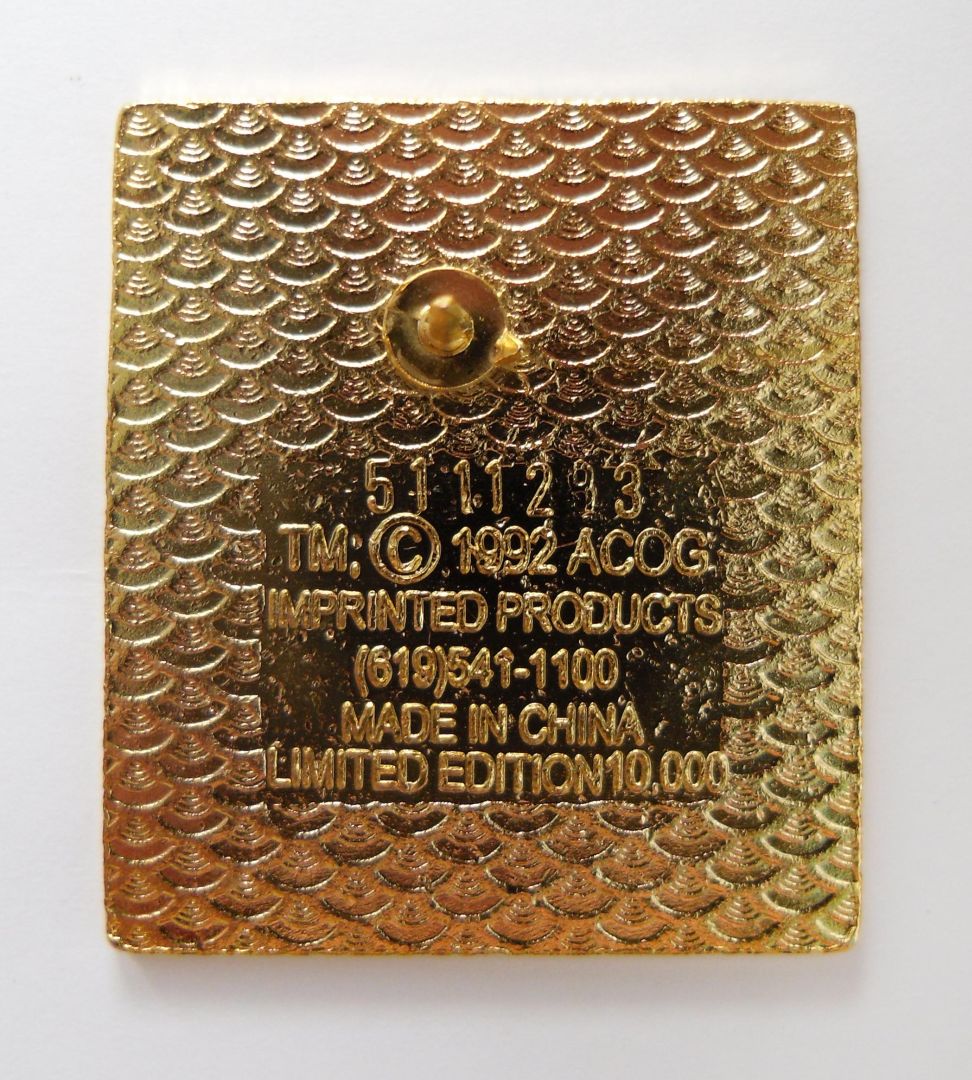 5111293
TM; © 1992 ACOG
IMPRINTED PRODUCTS
(619)541-1100
MADE IN CHINA
LIMITED EDITION10.000